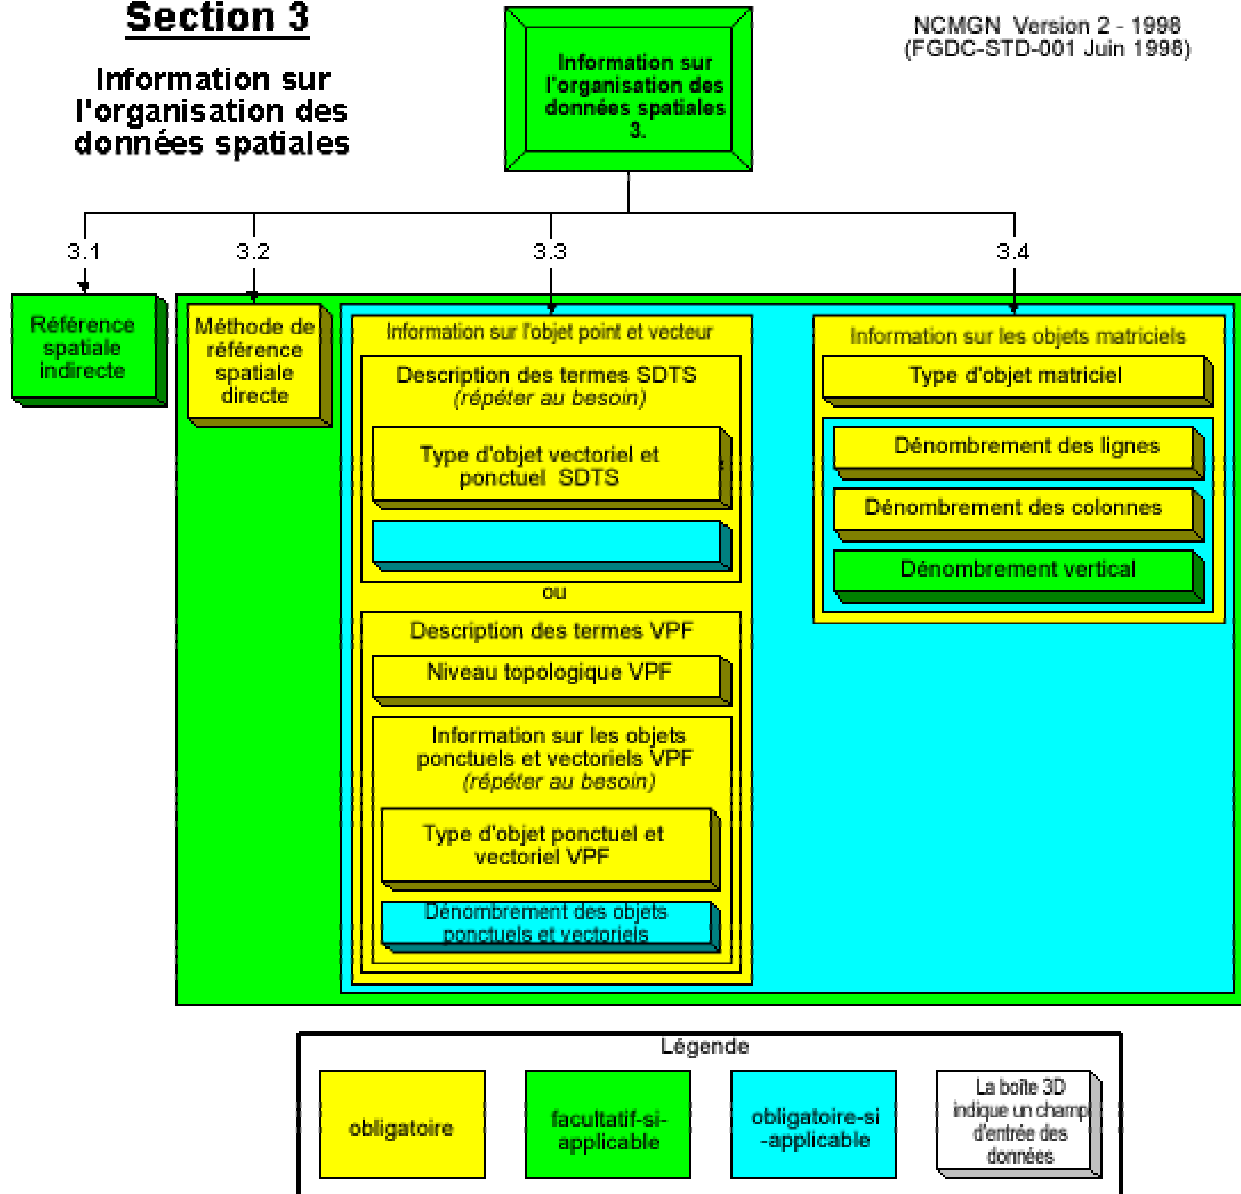 Section 3
Information sur
l'organisation des
données spatiales
Information sur
l'organisation des
données spatiales
3.
NCMGN Version 2 - 1998
(FGDC-STD-001 Juin 1998)
3.1
3.2
3.3
3.4
Référence
spatiale
indirecte
Méthode de
référence
spatiale
directe
Information sur l'objet point et vecteur
Description des termes SDTS
(répéter au besoin)
Type d'objet vectoriel et
ponctuel SDTS
ou
Description des termes VPF
Niveau topologique VPF
Information sur les objets
ponctuels et vectoriels VPF
(répéter au besoin)
Type d'objet ponctuel et
vectoriel VPF
Dénombrement des objets
ponctuels et vectoriels
Information sur les objets matriciels
Type d'objet matriciel
Dénombrement des lignes
Dénombrement des colonnes
Dénombrement vertical
Légende
obligatoire
facultatif-si-
applicable
obligatoire-si
-applicable
La boîte 3D
indique un champ
d'entrée des
données